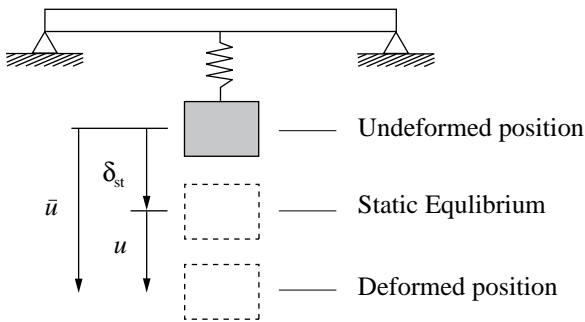 Undeformed position
δst
Static Equlibrium
ū
u
Deformed position